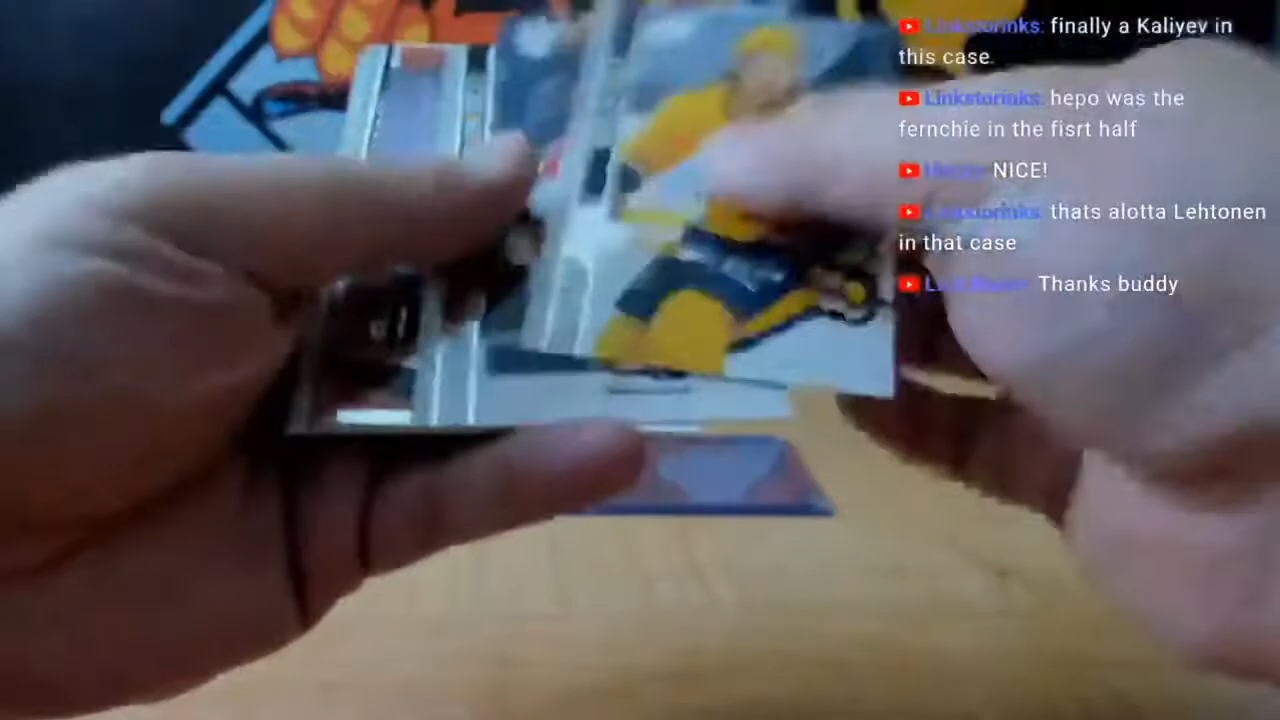 Linkstorinks: finally a Kaliyev in
this case
Linkstorinks: hepo was the
fernchie in the fisrt half
NICE!
Linkstorinks: thats alotta Lehtonen
in that case
Thanks buddy